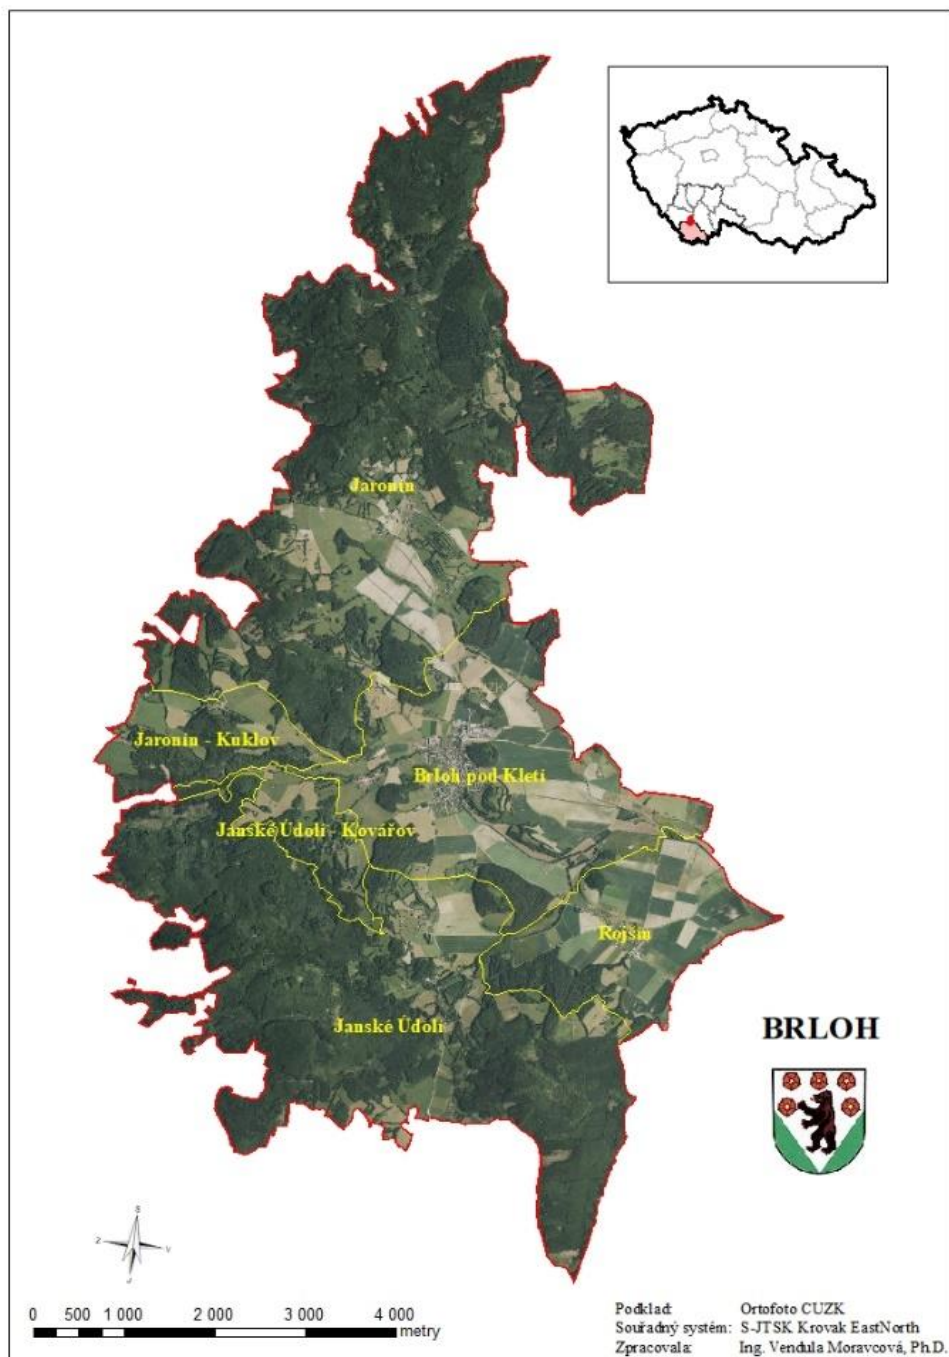 Jaronín
Jaronín - Kuklov
Brloh pod Kletí
Jánské Údolí - Kovářov
Rojšín
Janské Údolí
BRLOH
S
Z
V
J
0 500 1 000 2 000 3 000 4 000
metry
Podklad: Ortofoto CUZK
Souřadný systém: S-JTSK Krovak EastNorth
Zpracovala: Ing. Vendula Moravcová, Ph.D.